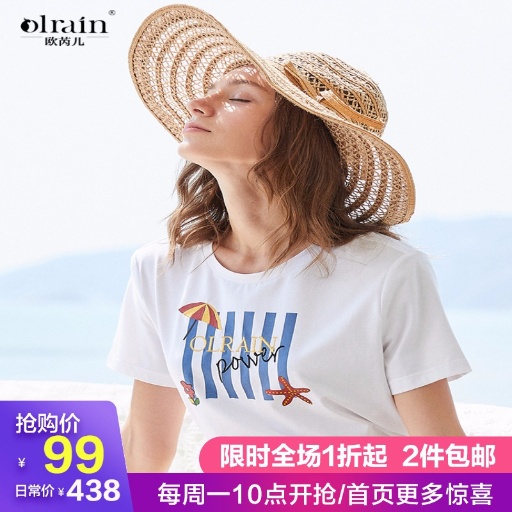 Olrain®
欧芮儿
OLRAIN
power
抢购价
¥99
日常价¥438
限时全场1折起 2件包邮
每周一10点开抢/首页更多惊喜